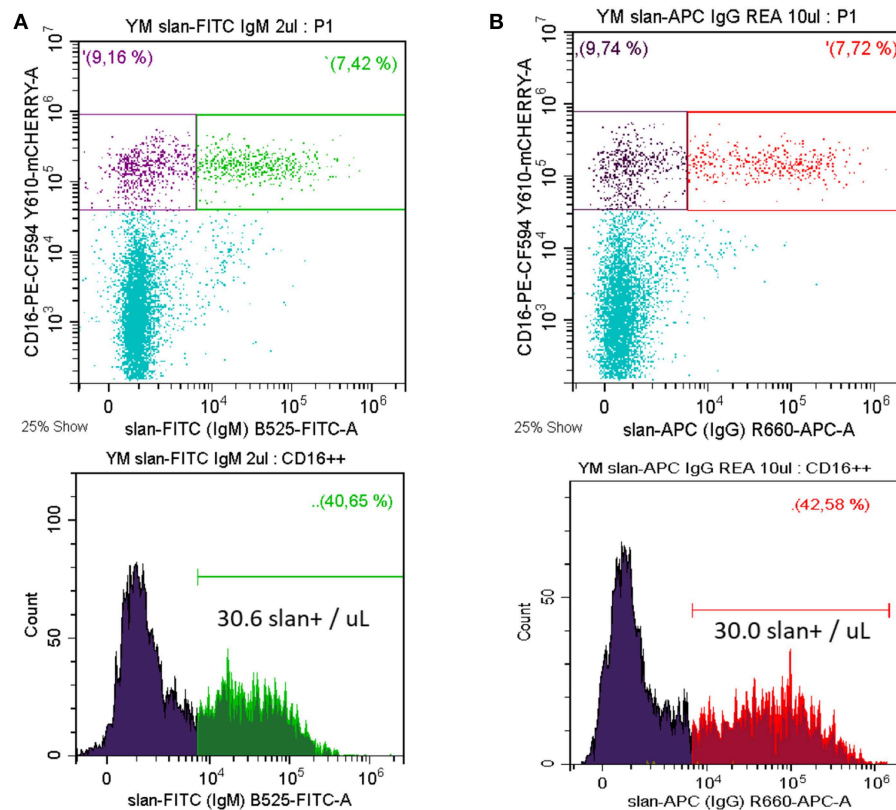 A
YM slan-FITC IgM 2ul : P1
'(9,16 %)
`(7,42 %)
CD16-PE-CF594 Y610-mCHERRY-A
10^7
10^6
10^5
10^4
10^3
0
10^4
10^5
10^6
25% Show
slan-FITC (IgM) B525-FITC-A
B
YM slan-APC IgG REA 10ul : P1
,(9,74 %)
'(7,72 %)
CD16-PE-CF594 Y610-mCHERRY-A
10^7
10^6
10^5
10^4
10^3
0
10^4
10^5
10^6
25% Show
slan-APC (IgG) R660-APC-A
YM slan-FITC IgM 2ul : CD16++
..(40,65 %)
30.6 slan+ / uL
Count
100
50
0
0
10^4
10^5
10^6
slan-FITC (IgM) B525-FITC-A
YM slan-APC IgG REA 10ul : CD16++
.(42,58 %)
30.0 slan+ / uL
Count
50
0
0
10^4
10^5
10^6
slan-APC (IgG) R660-APC-A